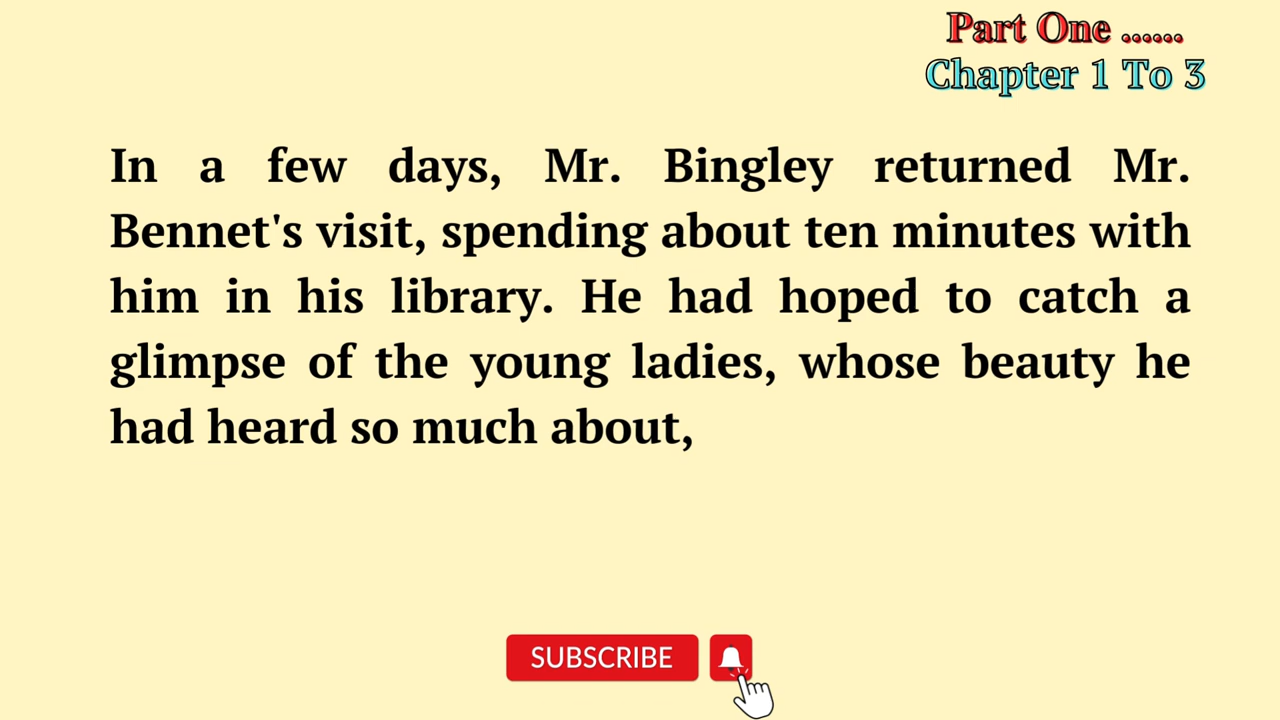 Part One ......
Chapter 1 To 3
In a few days, Mr. Bingley returned Mr.
Bennet's visit, spending about ten minutes with
him in his library. He had hoped to catch a
glimpse of the young ladies, whose beauty he
had heard so much about,
SUBSCRIBE